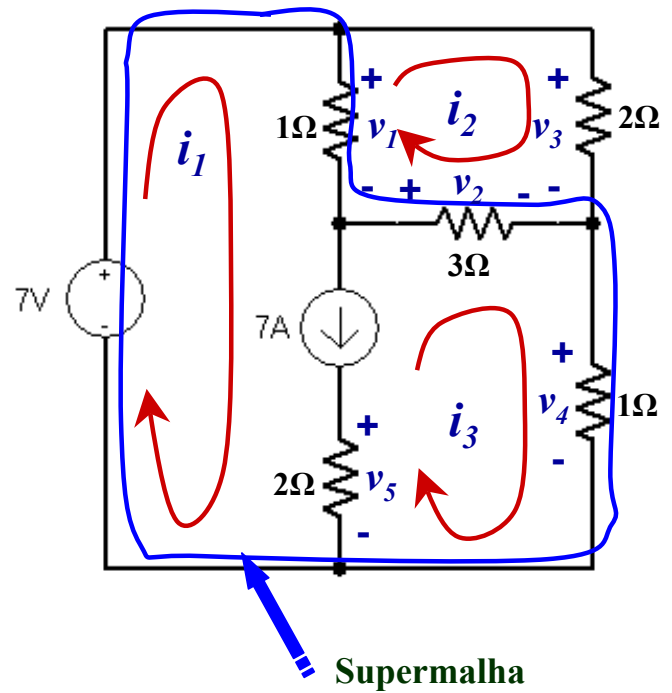 + + 2Ω
1Ω v1 i2 v3
i1
- + v2 - -
3Ω
+
-
7V
7A
+
v4 1Ω
-
+
i3
2Ω v5
-
Supermalha